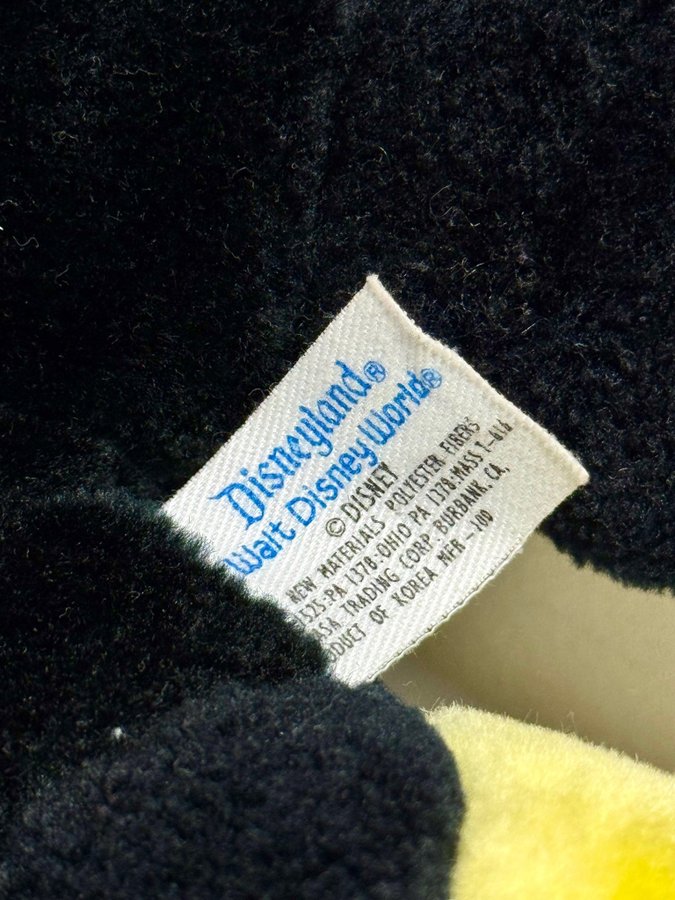 Disneyland®
Walt Disney World®
© DISNEY
NEW MATERIALS POLYESTER FIBERS
PA 1378·OHIO PA 1378·MASS T-616
TRADING CORP BURBANK, CA.
OF KOREA MFR -100